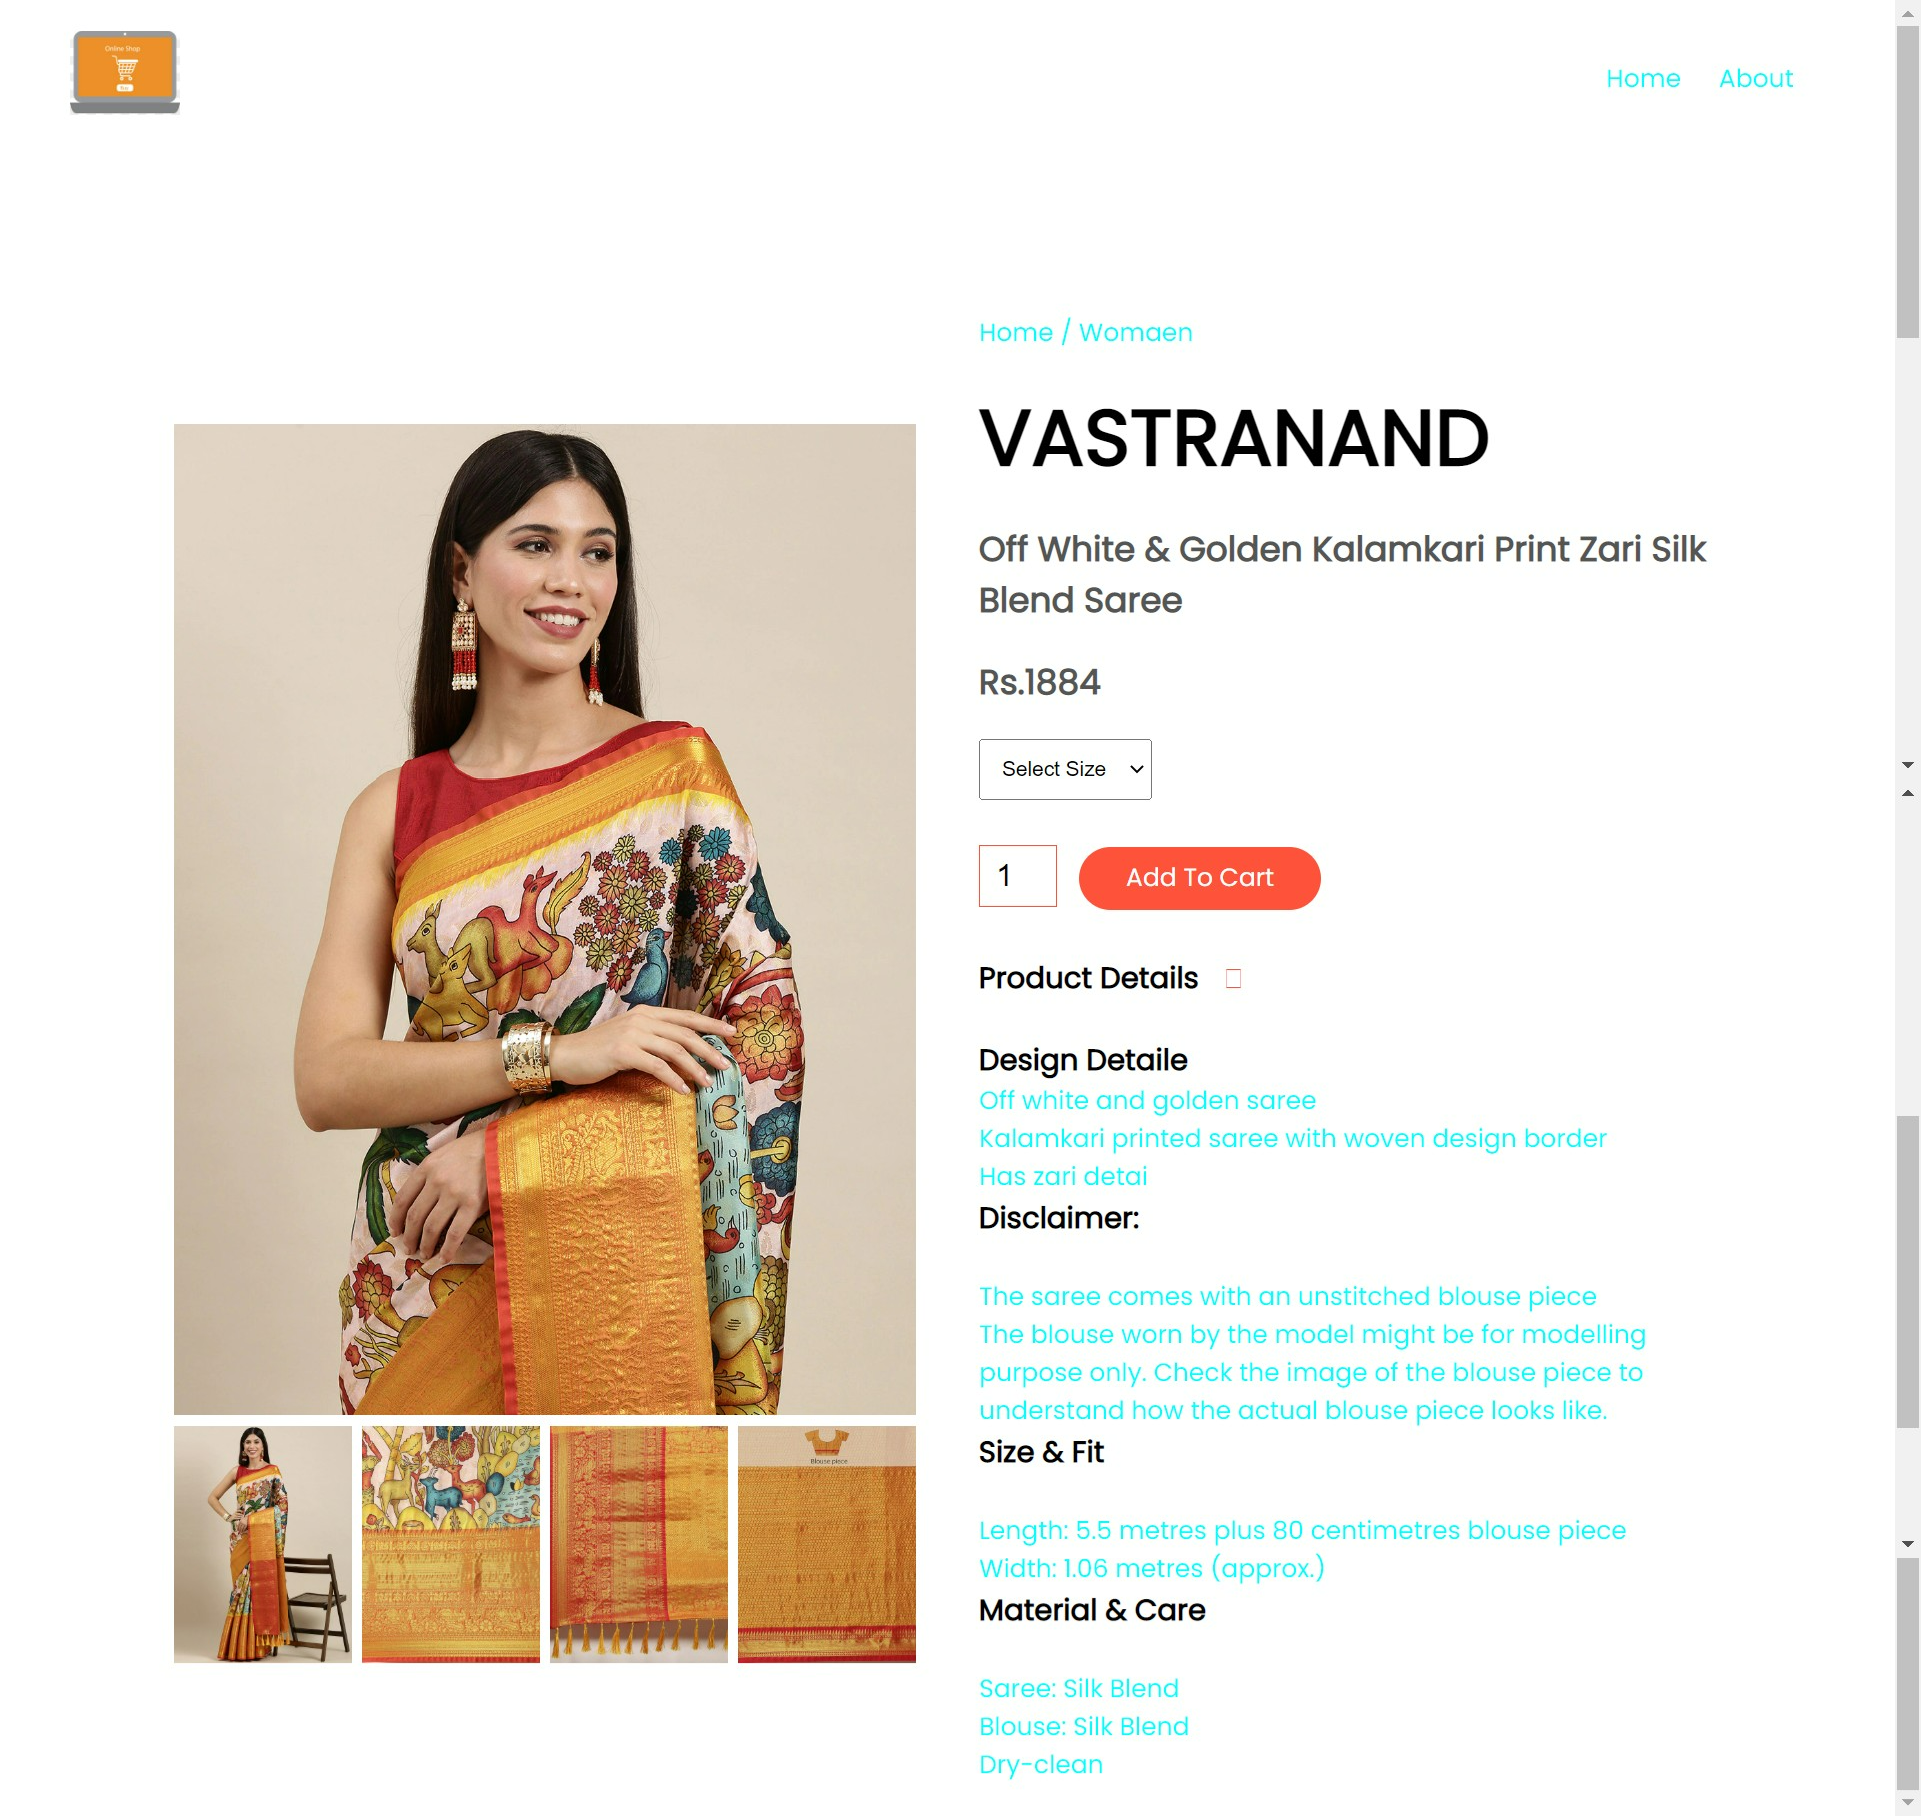 Online Shop
Buy
Home About
Home / Womaen
VASTRANAND
Off White & Golden Kalamkari Print Zari Silk
Blend Saree
Rs.1884
Select Size
1
Add To Cart
Product Details
Design Detaile
Off white and golden saree
Kalamkari printed saree with woven design border
Has zari detai
Disclaimer:
The saree comes with an unstitched blouse piece
The blouse worn by the model might be for modelling
purpose only. Check the image of the blouse piece to
understand how the actual blouse piece looks like.
Size & Fit
Length: 5.5 metres plus 80 centimetres blouse piece
Width: 1.06 metres (approx.)
Material & Care
Saree: Silk Blend
Blouse: Silk Blend
Dry-clean
Blouse piece